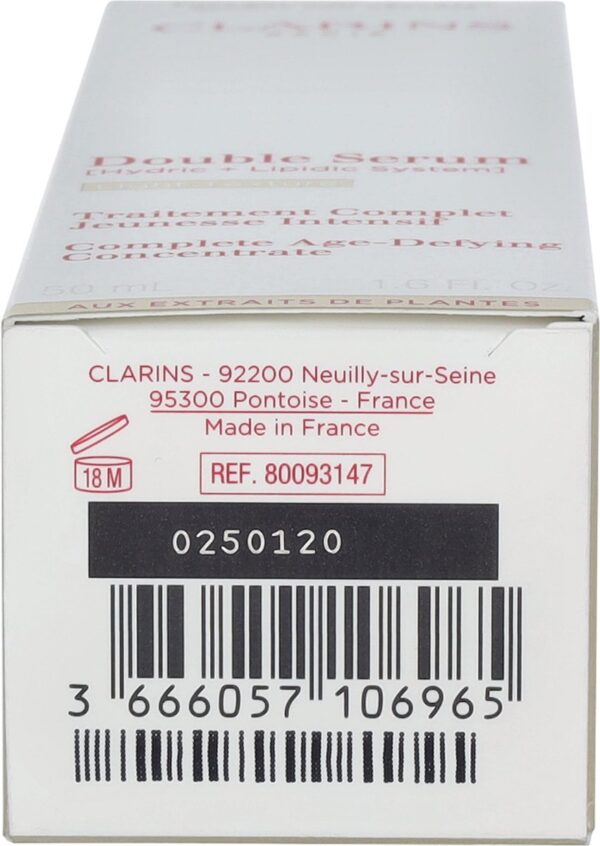 CLARINS
PARIS
Double Serum
[Hydric + Lipidic System]
Traitement Complet
Jeunesse Intensif
Complete Age-Defying
Concentrate
50 mL 1.6 Fl. Oz.
AUX EXTRAITS DE PLANTES
CLARINS - 92200 Neuilly-sur-Seine
95300 Pontoise - France
Made in France
18 M
REF. 80093147
0250120
3 666057 106965